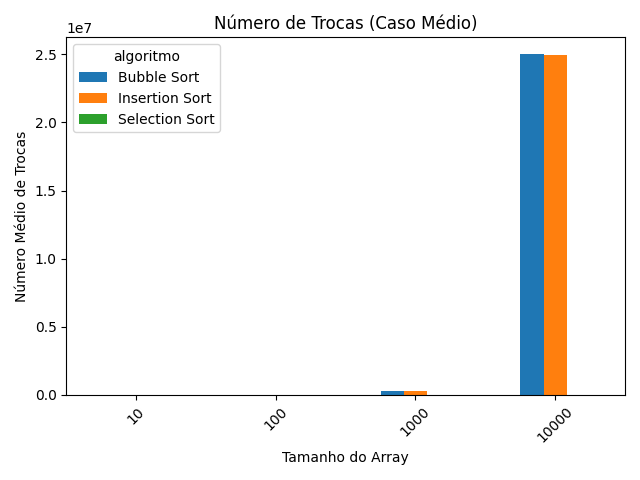 Número de Trocas (Caso Médio)
1e7
algoritmo
Bubble Sort
Insertion Sort
Selection Sort
Número Médio de Trocas
2.5
2.0
1.5
1.0
0.5
0.0
10
100
1000
10000
Tamanho do Array